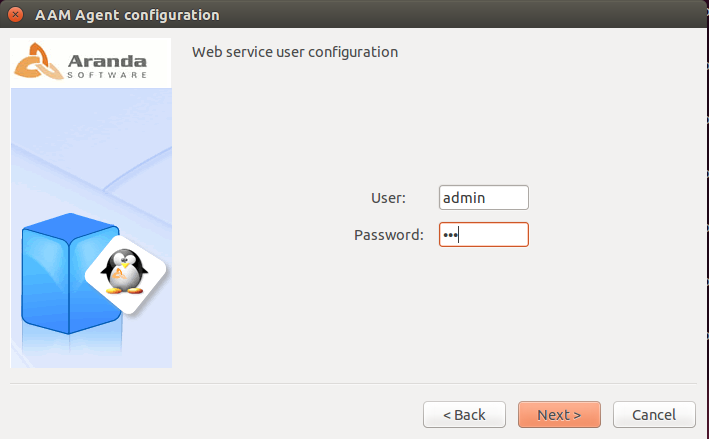 AAM Agent configuration
Aranda
SOFTWARE
Web service user configuration
User: admin
Password: •••
< Back Next > Cancel